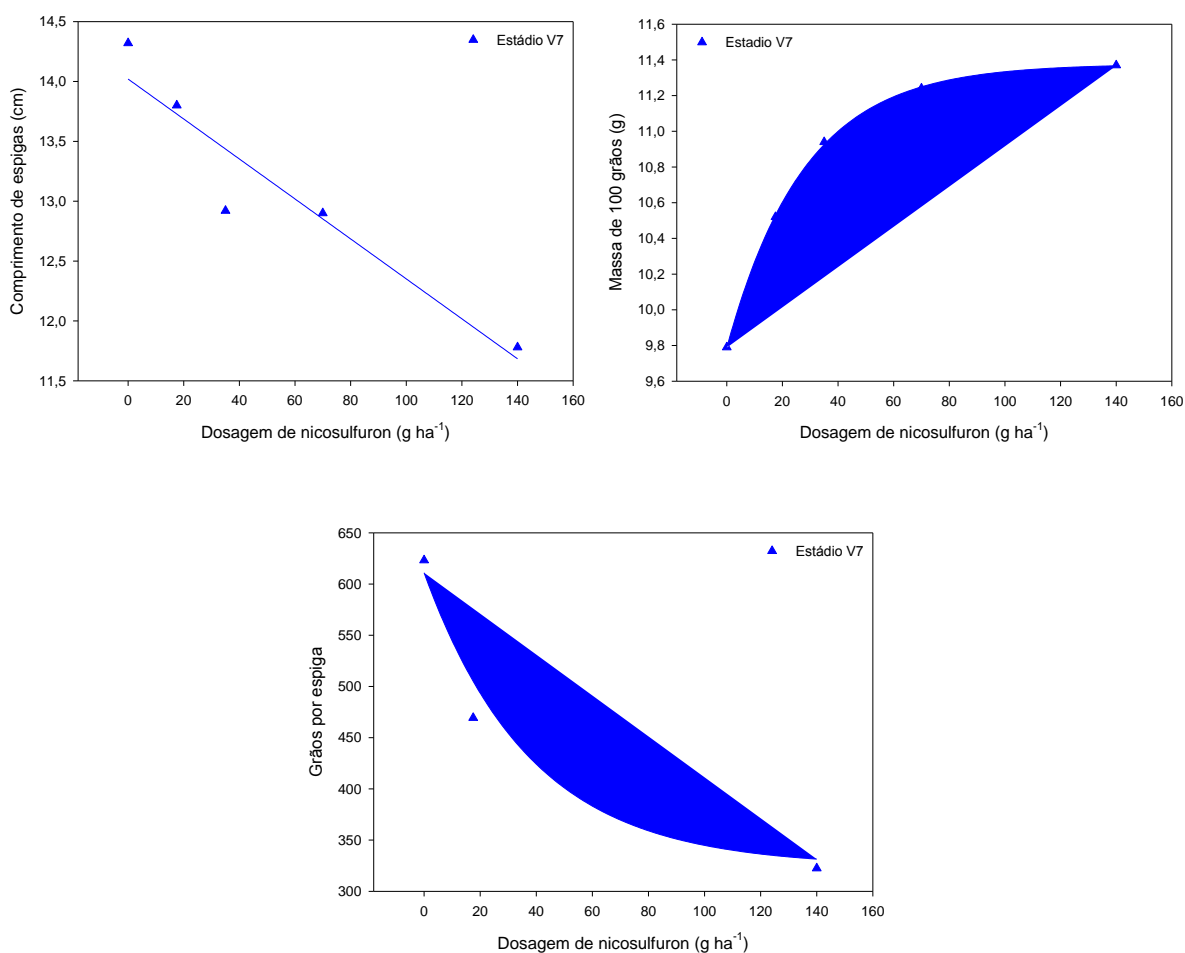 14,5
14,0
13,5
13,0
12,5
12,0
11,5
Comprimento de espigas (cm)
Estádio V7
0 20 40 60 80 100 120 140 160
Dosagem de nicosulfuron (g ha-1)
11,6
11,4
11,2
11,0
10,8
10,6
10,4
10,2
10,0
9,8
9,6
Massa de 100 grãos (g)
Estadio V7
0 20 40 60 80 100 120 140 160
Dosagem de nicosulfuron (g ha-1)
650
600
550
500
450
400
350
300
Grãos por espiga
Estádio V7
0 20 40 60 80 100 120 140 160
Dosagem de nicosulfuron (g ha-1)